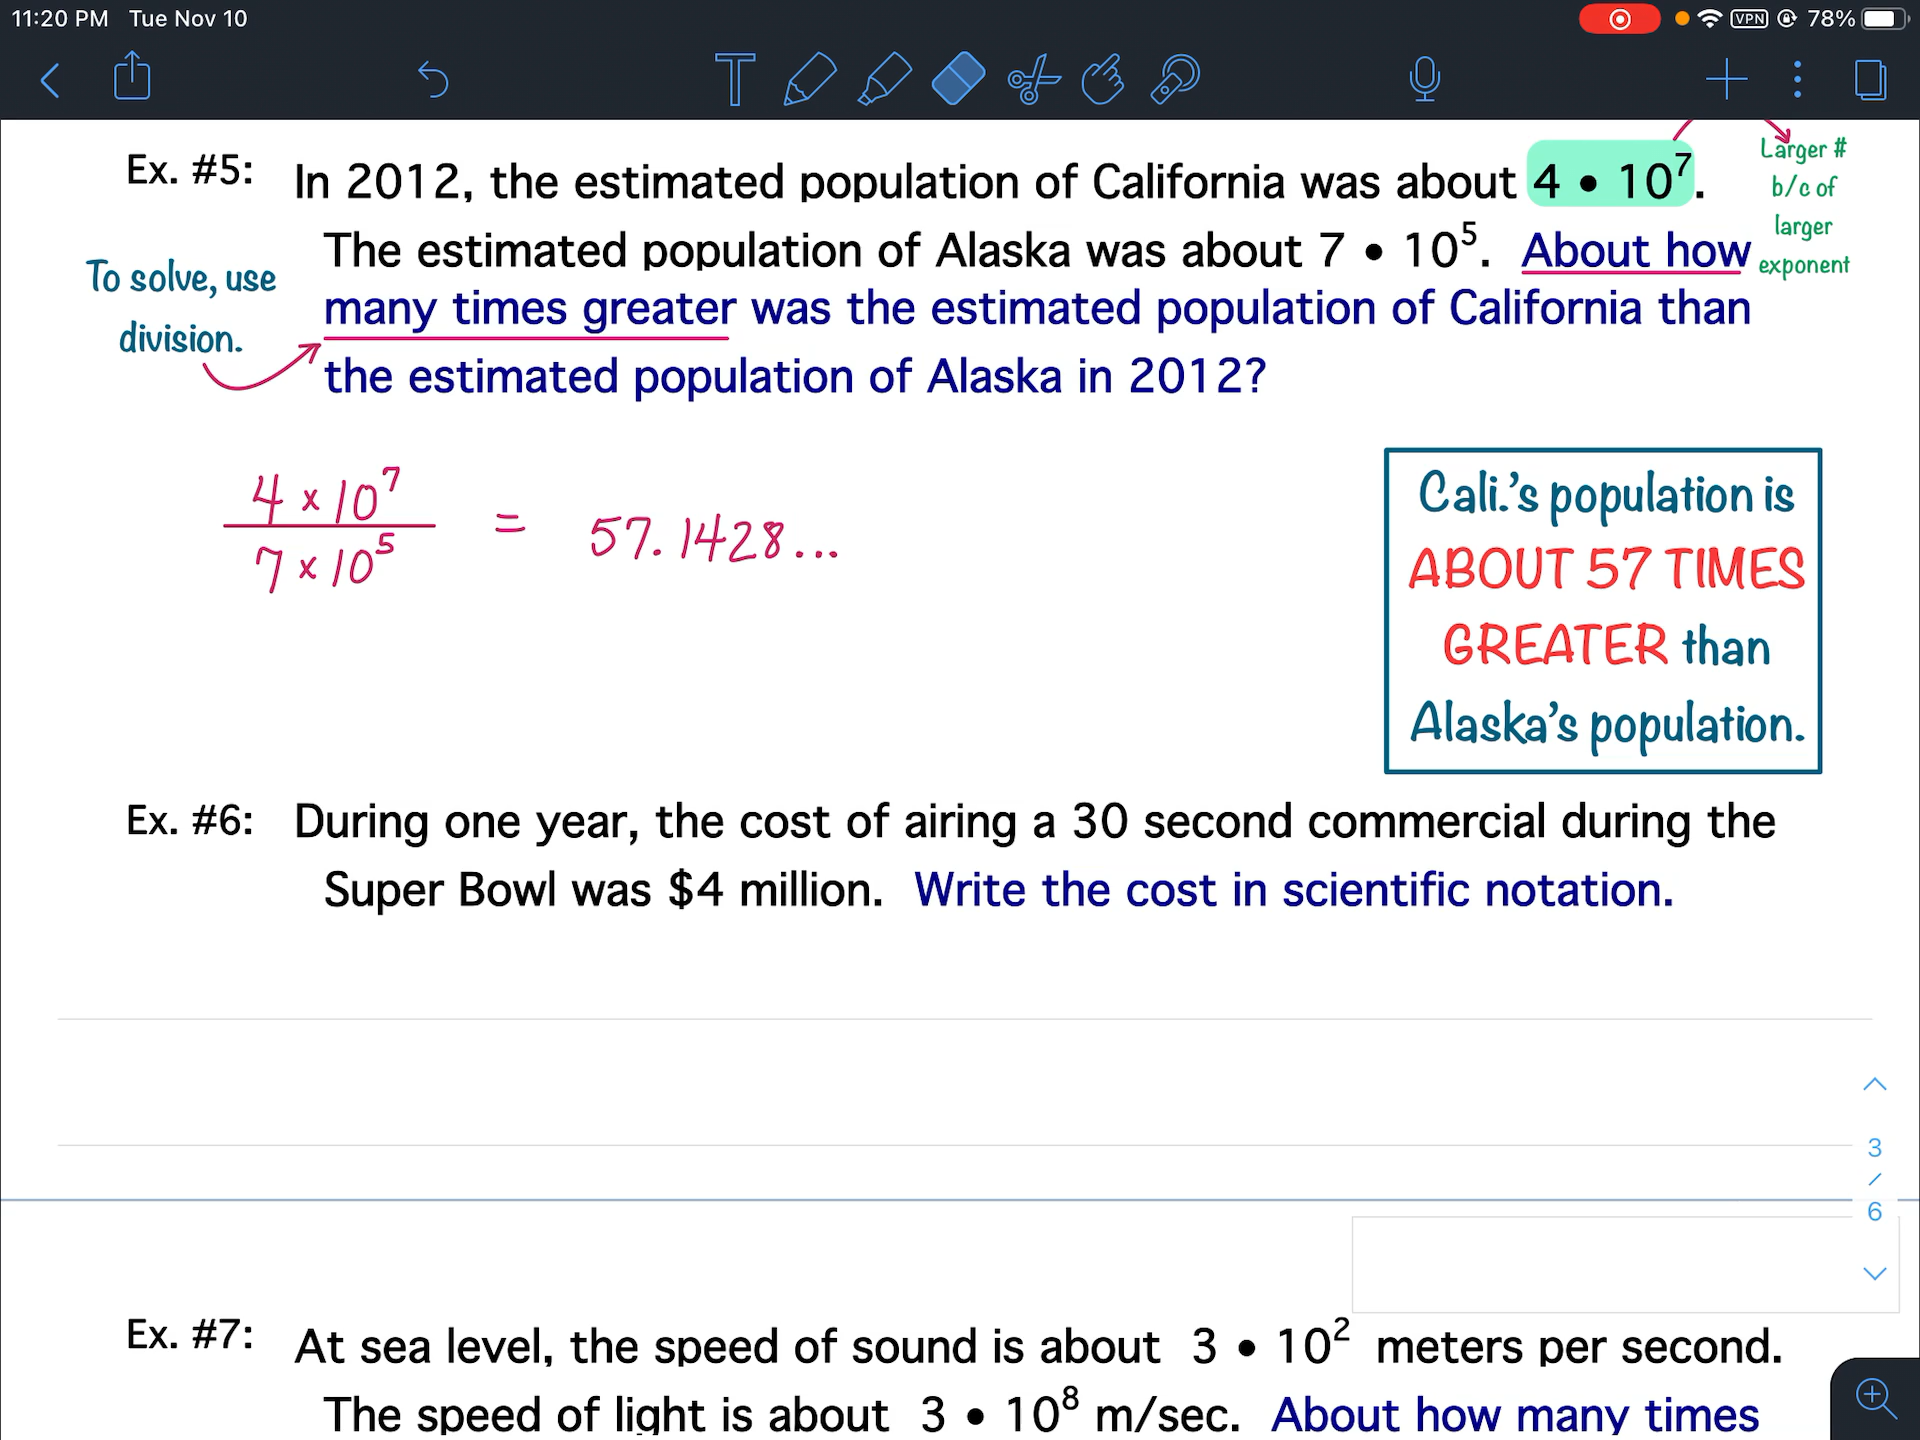 11:20 PM Tue Nov 10
VPN 78%
Ex. #5: In 2012, the estimated population of California was about 4 • 10⁷.
Larger #
b/c of
larger
exponent
The estimated population of Alaska was about 7 • 10⁵. About how
many times greater was the estimated population of California than
the estimated population of Alaska in 2012?
To solve, use
division.
4 × 10⁷
7 × 10⁵
= 57.1428...
Cali.'s population is
ABOUT 57 TIMES
GREATER than
Alaska's population.
Ex. #6: During one year, the cost of airing a 30 second commercial during the
Super Bowl was $4 million. Write the cost in scientific notation.
3
/
6
Ex. #7: At sea level, the speed of sound is about 3 • 10² meters per second.
The speed of light is about 3 • 10⁸ m/sec. About how many times